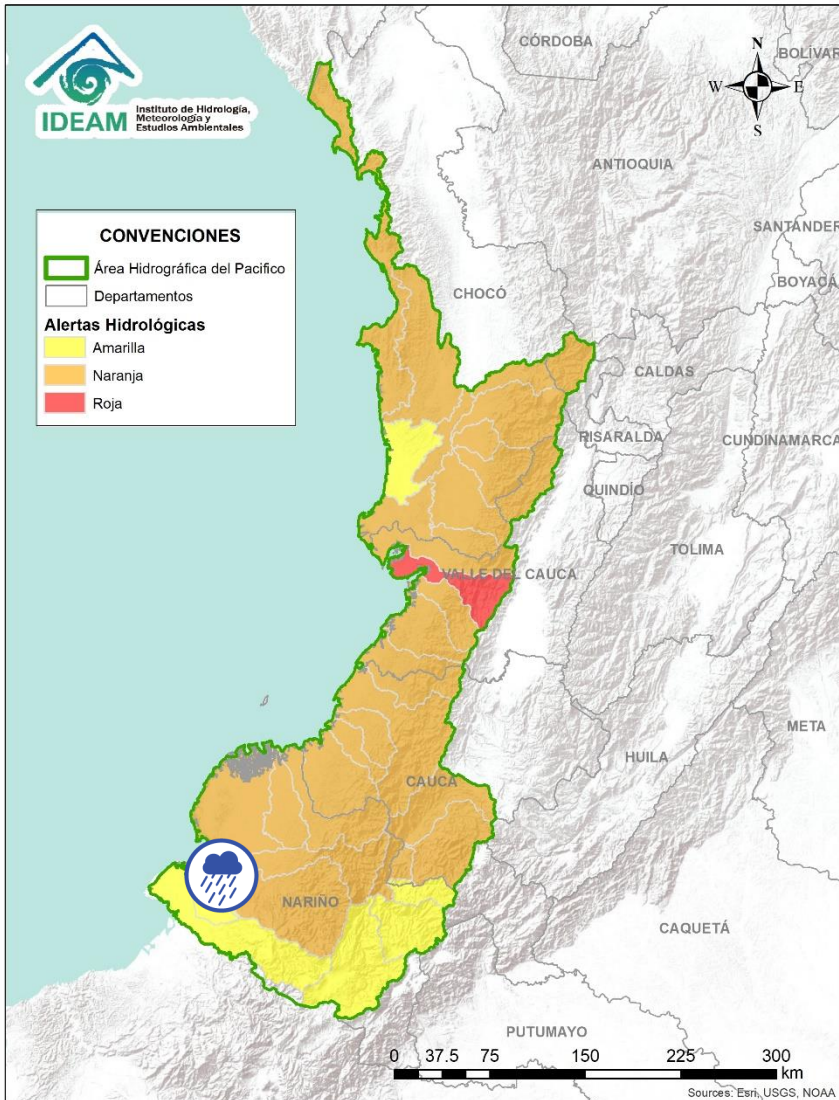 IDEAM
Instituto de Hidrología,
Meteorología y
Estudios Ambientales
CONVENCIONES
Área Hidrográfica del Pacifico
Departamentos
Alertas Hidrológicas
Amarilla
Naranja
Roja
N
W E
S
CÓRDOBA
BOLÍVAR
ANTIOQUIA
SANTANDER
BOYACÁ
CHOCÓ
CALDAS
RISARALDA
CUNDINAMARCA
QUINDÍO
TOLIMA
VALLE DEL CAUCA
META
HUILA
CAUCA
NARIÑO
CAQUETÁ
PUTUMAYO
0 37.5 75 150 225 300
km
Sources: Esri, USGS, NOAA